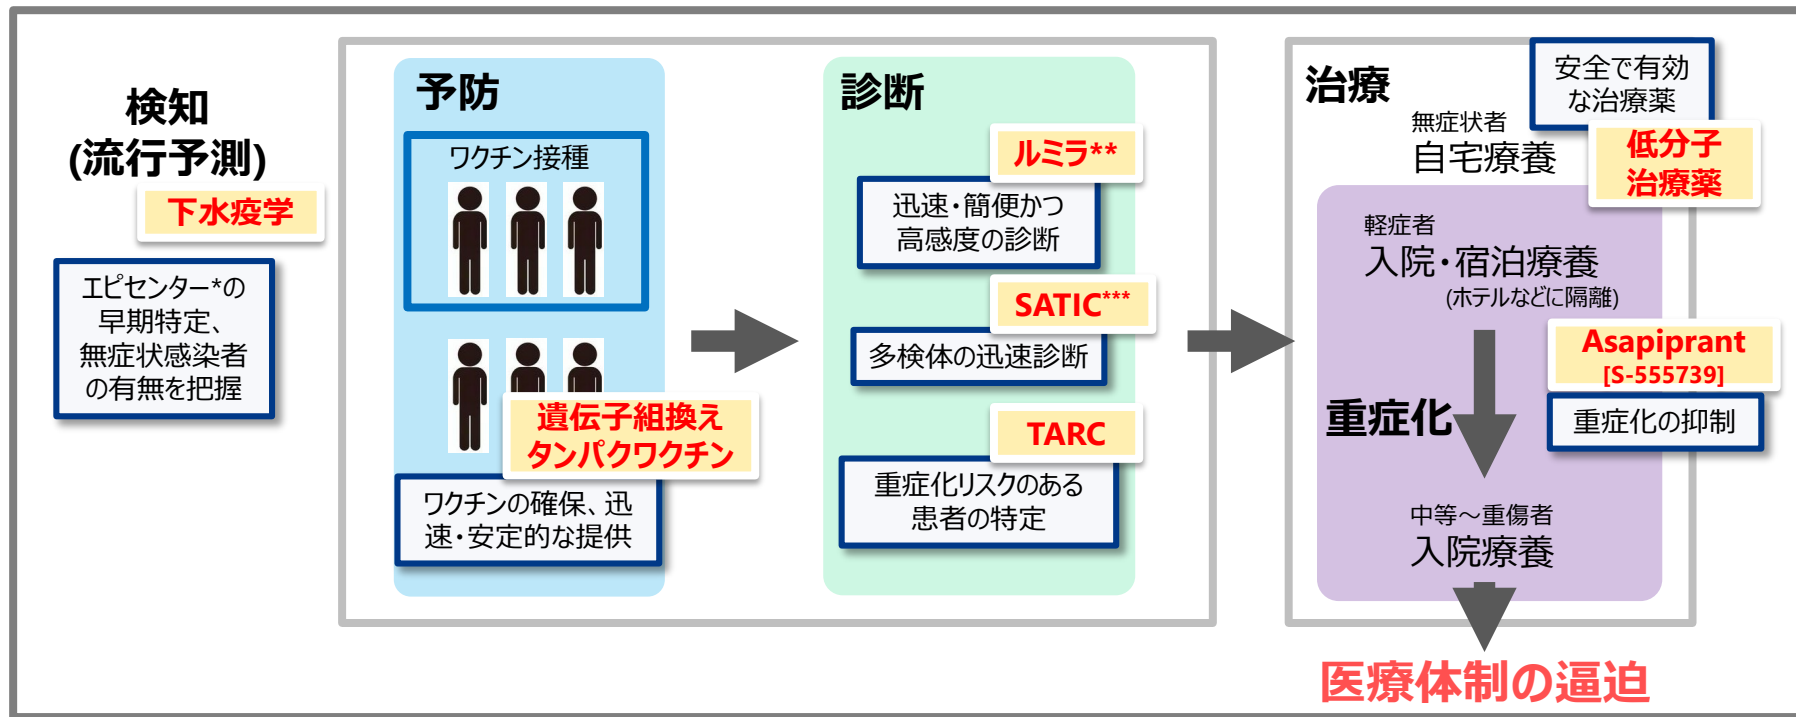 検知
(流行予測)
下水疫学
エピセンター*の
早期特定、
無症状感染者
の有無を把握
予防
ワクチン接種
遺伝子組換え
タンパクワクチン
ワクチンの確保、迅
速・安定的な提供
診断
ルミラ**
迅速・簡便かつ
高感度の診断
SATIC***
多検体の迅速診断
TARC
重症化リスクのある
患者の特定
治療
安全で有効
な治療薬
無症状者
自宅療養
低分子
治療薬
軽症者
入院・宿泊療養
(ホテルなどに隔離)
Asapiprant
[S-555739]
重症化
重症化の抑制
中等～重傷者
入院療養
医療体制の逼迫